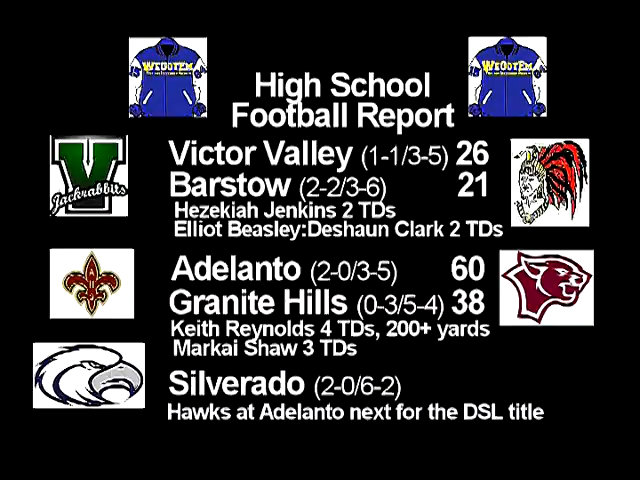 WEGOTEM WEGOTEM
High School
Football Report
Victor Valley (1-1/3-5) 26
Barstow (2-2/3-6) 21
Hezekiah Jenkins 2 TDs
Elliot Beasley:Deshaun Clark 2 TDs
V
Jackrabbits
Adelanto (2-0/3-5) 60
Granite Hills (0-3/5-4) 38
Keith Reynolds 4 TDs, 200+ yards
Markai Shaw 3 TDs
Silverado (2-0/6-2)
Hawks at Adelanto next for the DSL title